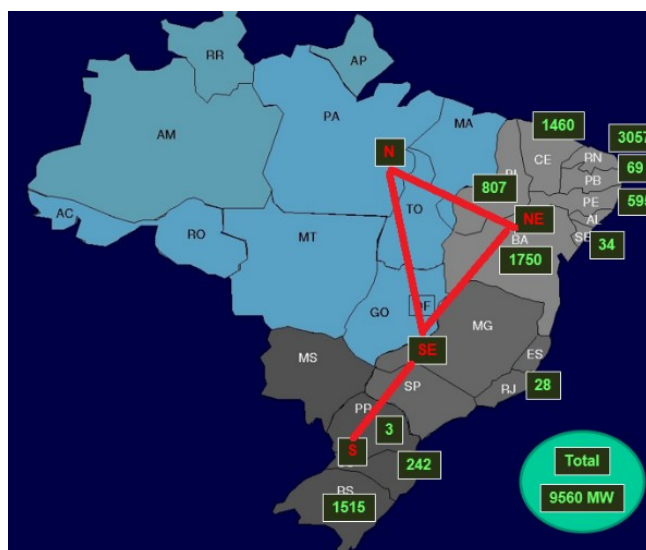 RR
AP
AM
PA
MA
1460
CE
3057
RN
N
69
PB
PI
807
PE
595
AC
TO
NE
AL
RO
MT
BA
SE
34
1750
GO
DF
MG
MS
SE
ES
SP
RJ
28
PR
3
S
242
Total
RS
9560 MW
1515